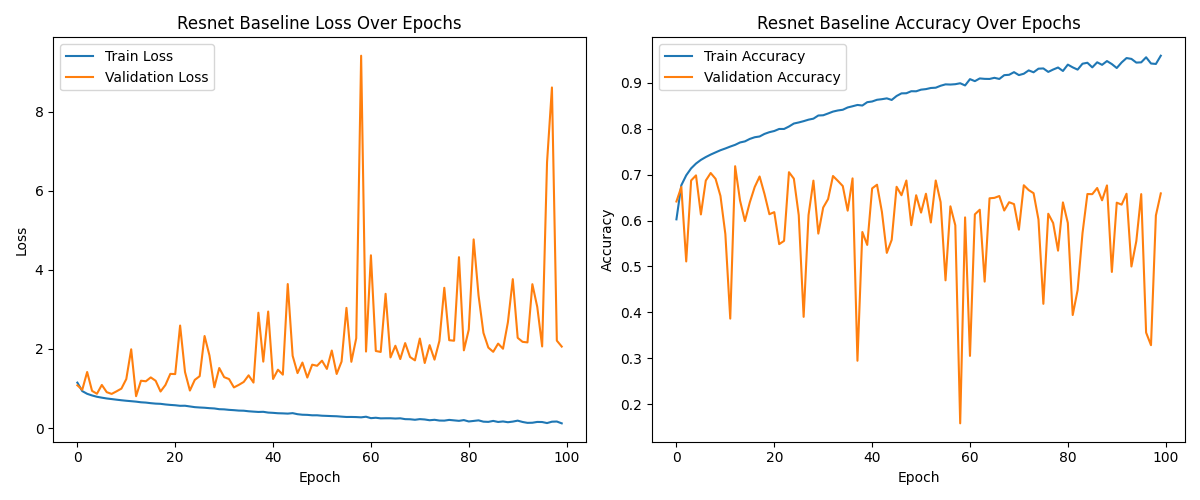 Resnet Baseline Loss Over Epochs
Train Loss
Validation Loss
8
6
4
2
0
Loss
0 20 40 60 80 100
Epoch
Resnet Baseline Accuracy Over Epochs
Train Accuracy
Validation Accuracy
0.9
0.8
0.7
0.6
0.5
0.4
0.3
0.2
Accuracy
0 20 40 60 80 100
Epoch